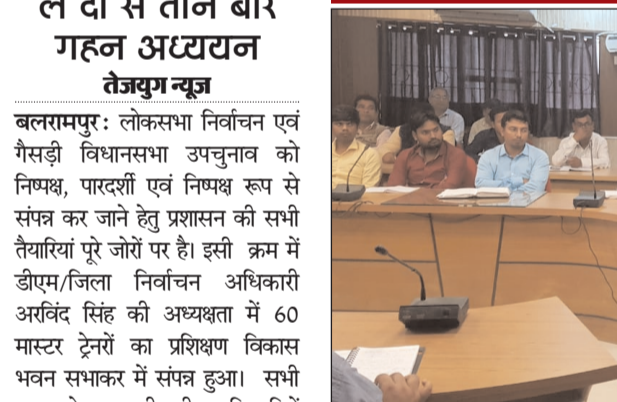 ल दो से तीन बार
गहन अध्ययन
तेजयुग न्यूज
बलरामपुर: लोकसभा निर्वाचन एवं
गैसड़ी विधानसभा उपचुनाव को
निष्पक्ष, पारदर्शी एवं निष्पक्ष रूप से
संपन्न कर जाने हेतु प्रशासन की सभी
तैयारियां पूरे जोरों पर है। इसी क्रम में
डीएम/जिला निर्वाचन अधिकारी
अरविंद सिंह की अध्यक्षता में 60
मास्टर ट्रेनरों का प्रशिक्षण विकास
भवन सभाकर में संपन्न हुआ। सभी